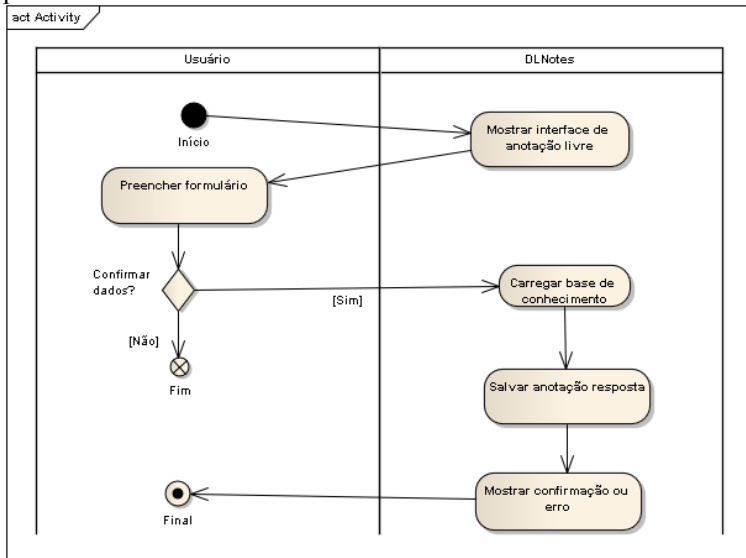 act Activity
Usuário
DLNotes
Início
Mostrar interface de
anotação livre
Preencher formulário
Confirmar
dados?
[Sim]
Carregar base de
conhecimento
[Não]
Fim
Salvar anotação resposta
Mostrar confirmação ou
erro
Final